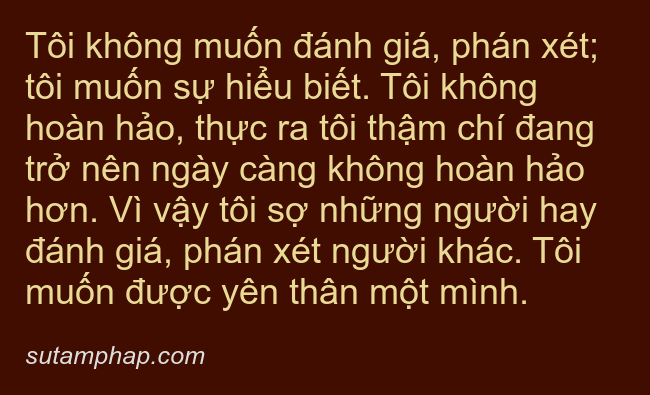 Tôi không muốn đánh giá, phán xét;
tôi muốn sự hiểu biết. Tôi không
hoàn hảo, thực ra tôi thậm chí đang
trở nên ngày càng không hoàn hảo
hơn. Vì vậy tôi sợ những người hay
đánh giá, phán xét người khác. Tôi
muốn được yên thân một mình.
sutamphap.com